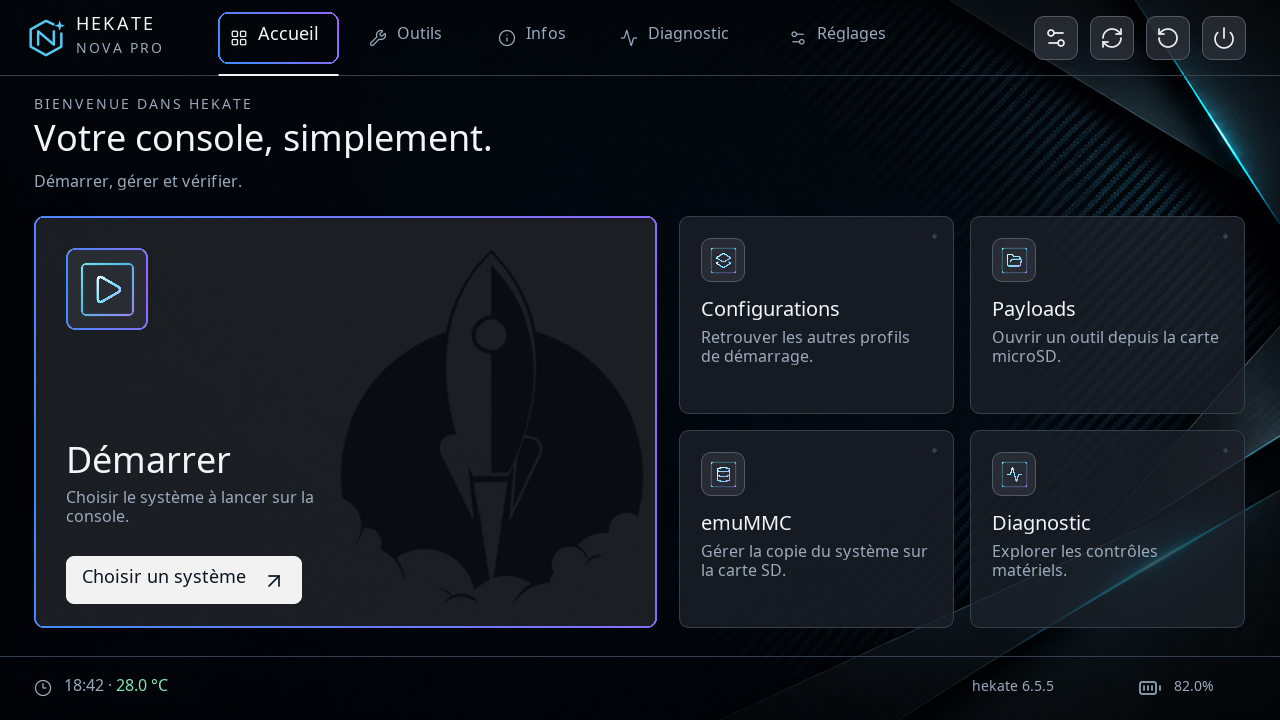 HEKATE
NOVA PRO
Accueil
Outils
Infos
Diagnostic
Réglages
BIENVENUE DANS HEKATE
Votre console, simplement.
Démarrer, gérer et vérifier.
Démarrer
Choisir le système à lancer sur la
console.
Choisir un système
Configurations
Retrouver les autres profils
de démarrage.
Payloads
Ouvrir un outil depuis la carte
microSD.
emuMMC
Gérer la copie du système sur
la carte SD.
Diagnostic
Explorer les contrôles
matériels.
18:42 · 28.0 °C
hekate 6.5.5
82.0%